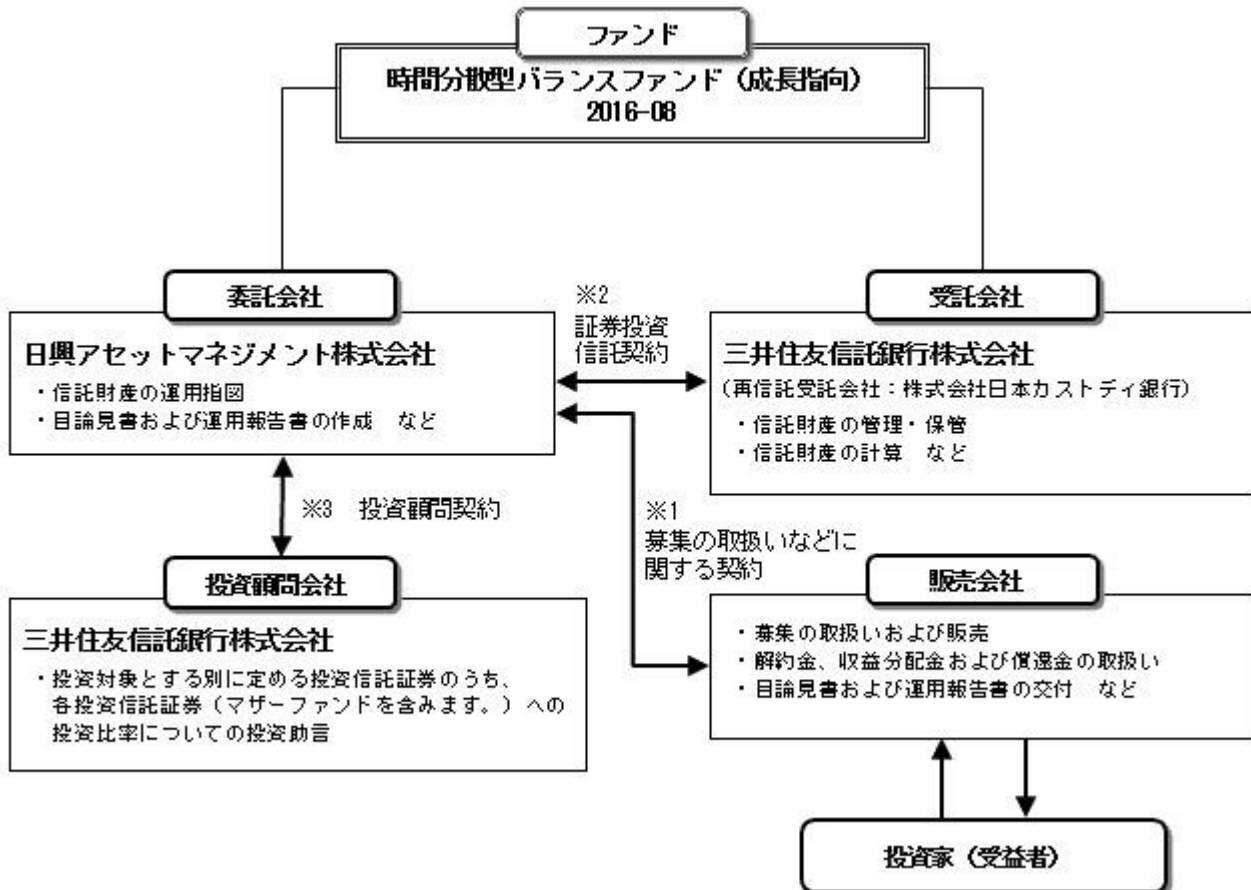 ファンド
時間分散型バランスファンド（成長指向）
2016-08
委託会社
日興アセットマネジメント株式会社
・信託財産の運用指図
・目論見書および運用報告書の作成　など
※2
証券投資
信託契約
受託会社
三井住友信託銀行株式会社
（再信託受託会社：株式会社日本カストディ銀行）
・信託財産の管理・保管
・信託財産の計算　など
※3　投資顧問契約
※1
募集の取扱いなどに
関する契約
投資顧問会社
三井住友信託銀行株式会社
・投資対象とする別に定める投資信託証券のうち、
各投資信託証券（マザーファンドを含みます。）への
投資比率についての投資助言
販売会社
・募集の取扱いおよび販売
・解約金、収益分配金および償還金の取扱い
・目論見書および運用報告書の交付　など
投資家（受益者）